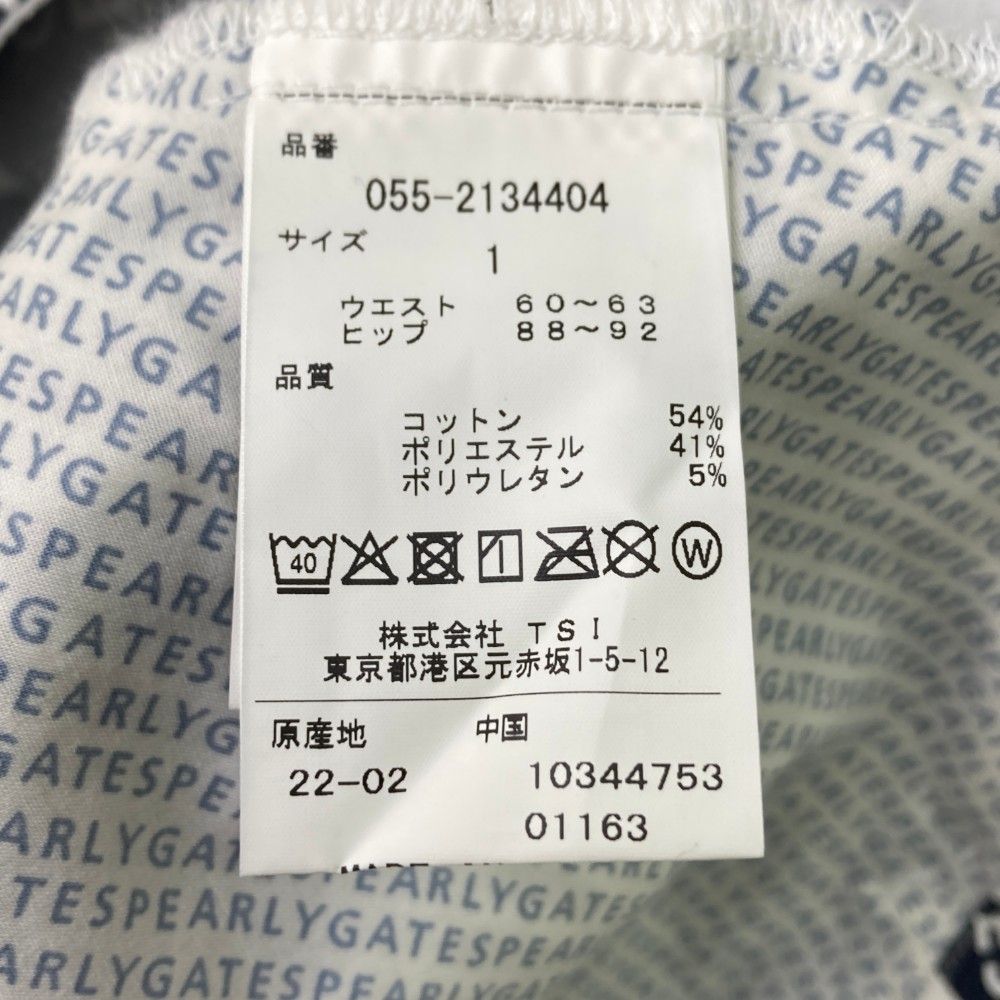 品番
055-2134404
サイズ
1
ウエスト 60〜63
ヒップ 88〜92
品質
コットン 54%
ポリエステル 41%
ポリウレタン 5%
40
W
株式会社 TSI
東京都港区元赤坂1-5-12
原産地 中国
22-02 10344753
01163
PEARLYGATES
PEARLYGATESPEARLYGATES